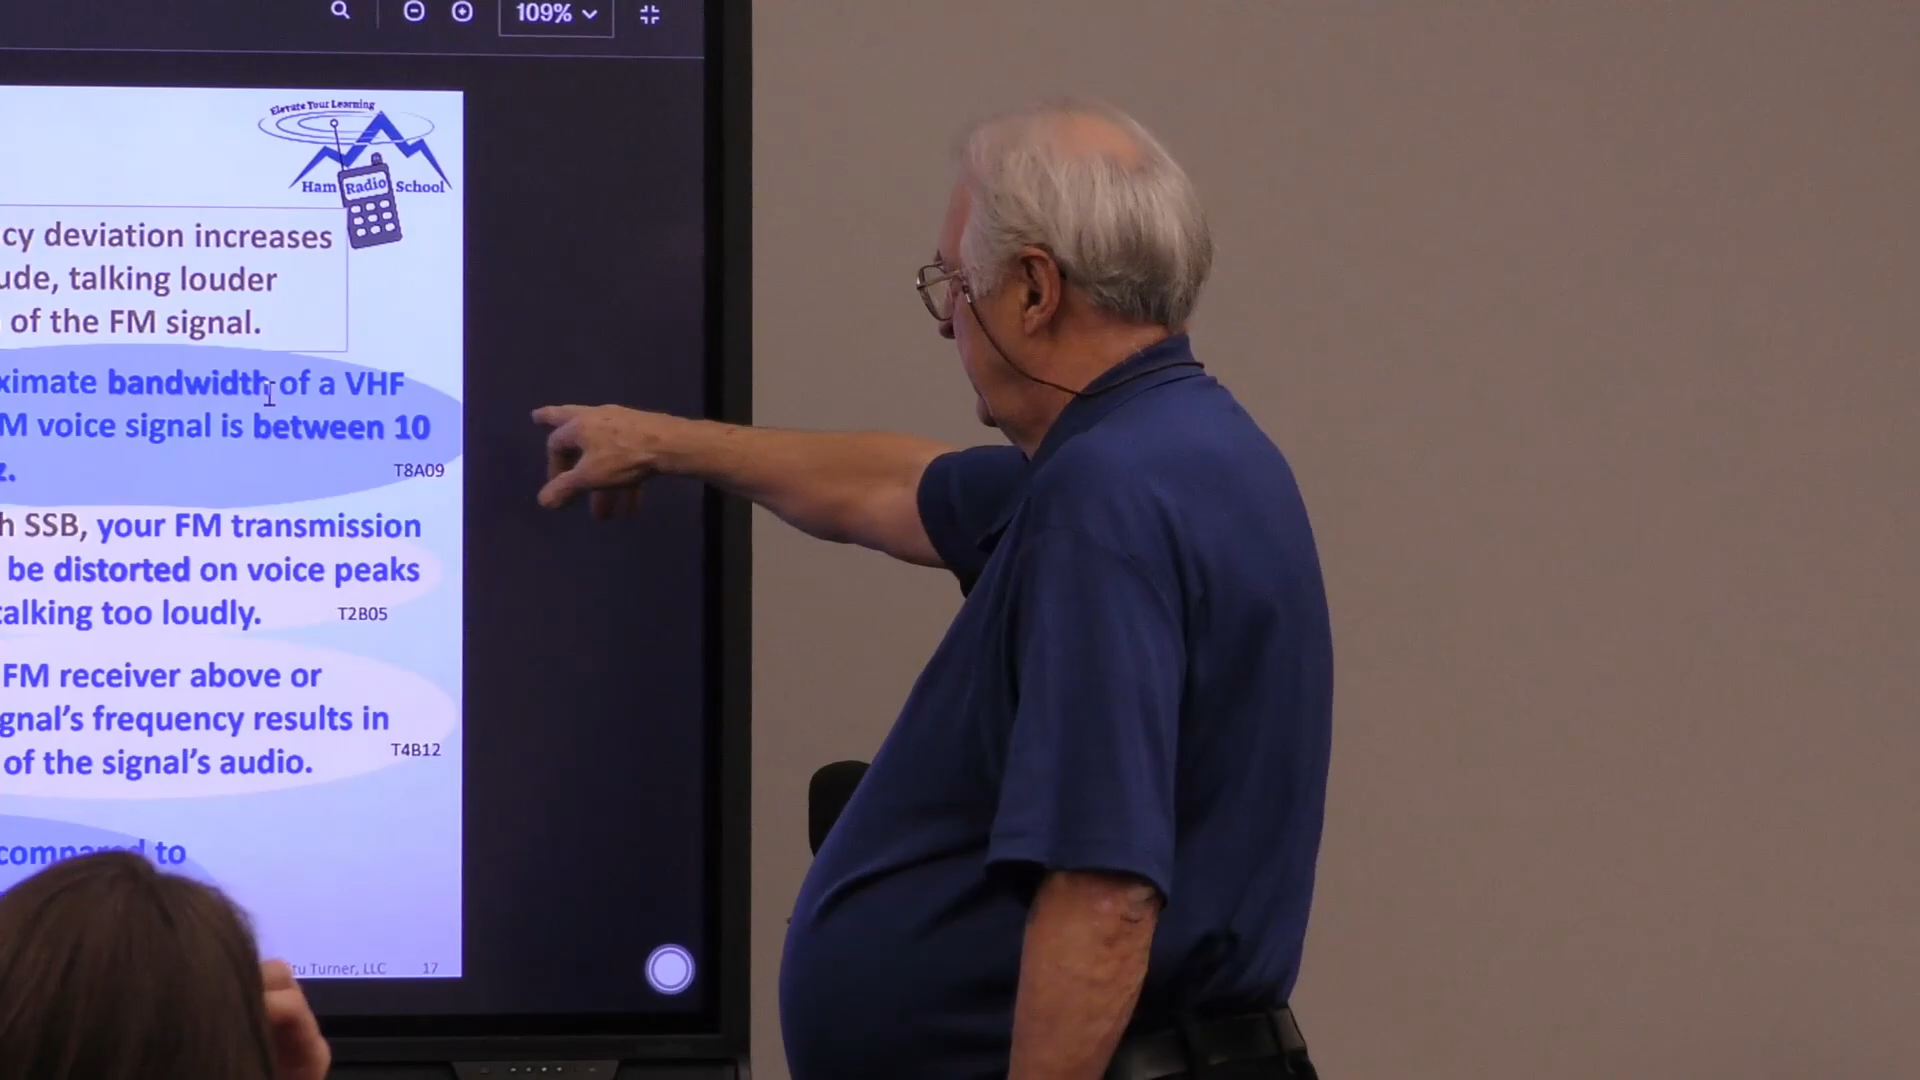 109%
Elevate Your Learning
Ham Radio School
cy deviation increases
ude, talking louder
of the FM signal.
ximate bandwidth of a VHF
M voice signal is between 10
z.
T8A09
h SSB, your FM transmission
be distorted on voice peaks
talking too loudly.
T2B05
FM receiver above or
gnal's frequency results in
T4B12
of the signal's audio.
compared to
tu Turner, LLC 17